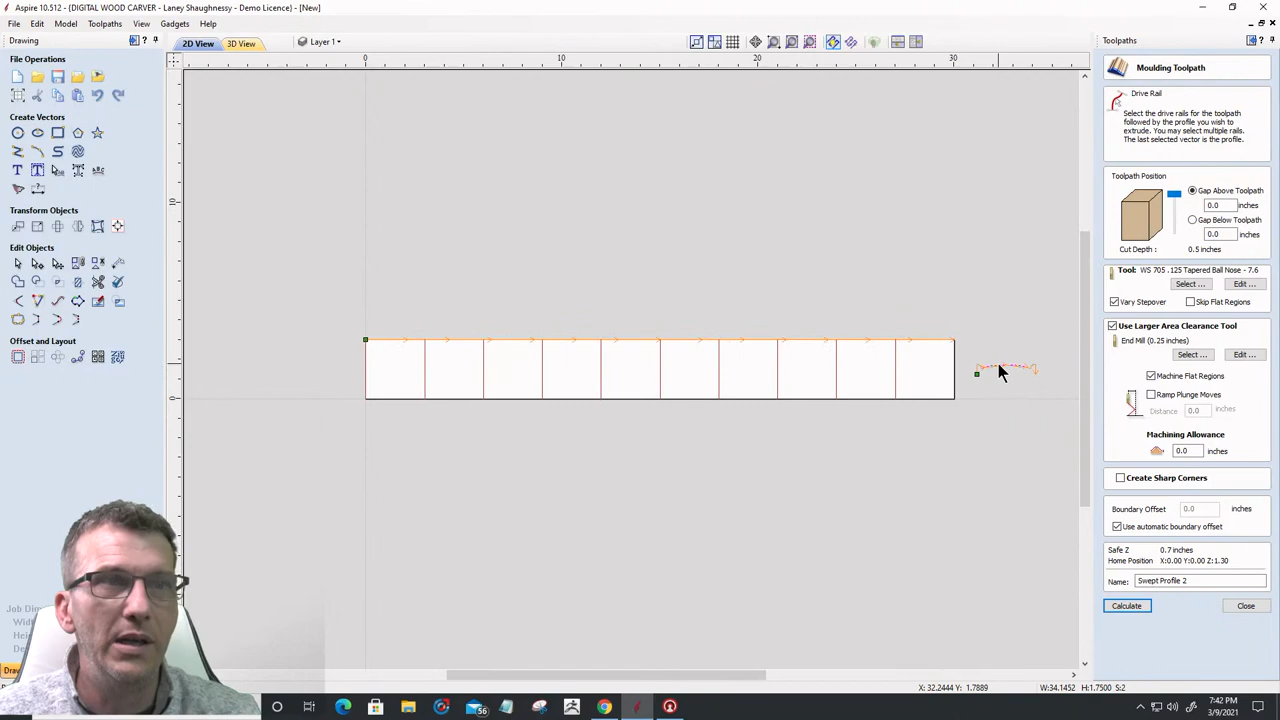 Aspire 10.512 - (DIGITAL WOOD CARVER - Laney Shaughnessy - Demo Licence) - [New]
File Edit Model Toolpaths View Gadgets Help
Drawing
File Operations
Create Vectors
Transform Objects
Edit Objects
Offset and Layout
2D View 3D View Layer 1
0 10 20 30
10
0
Job Dim
Wid
Hei
De
Draw
Toolpaths
Moulding Toolpath
Drive Rail
Select the drive rails for the toolpath
followed by the profile you wish to
extrude. You may select multiple rails.
The last selected vector is the profile.
Toolpath Position
Gap Above Toolpath
0.0 inches
Gap Below Toolpath
0.0 inches
Cut Depth : 0.5 inches
Tool: WS 705 .125 Tapered Ball Nose - 7.6
Select ... Edit ...
Vary Stepover Skip Flat Regions
Use Larger Area Clearance Tool
End Mill (0.25 inches)
Select ... Edit ...
Machine Flat Regions
Ramp Plunge Moves
Distance 0.0 inches
Machining Allowance
0.0 inches
Create Sharp Corners
Boundary Offset 0.0 inches
Use automatic boundary offset
Safe Z 0.7 inches
Home Position X:0.00 Y:0.00 Z:1.30
Name: Swept Profile 2
Calculate Close
X: 32.2444 Y: 1.7889 W:34.1452 H:1.7500 S:2
56
7:42 PM
3/9/2021